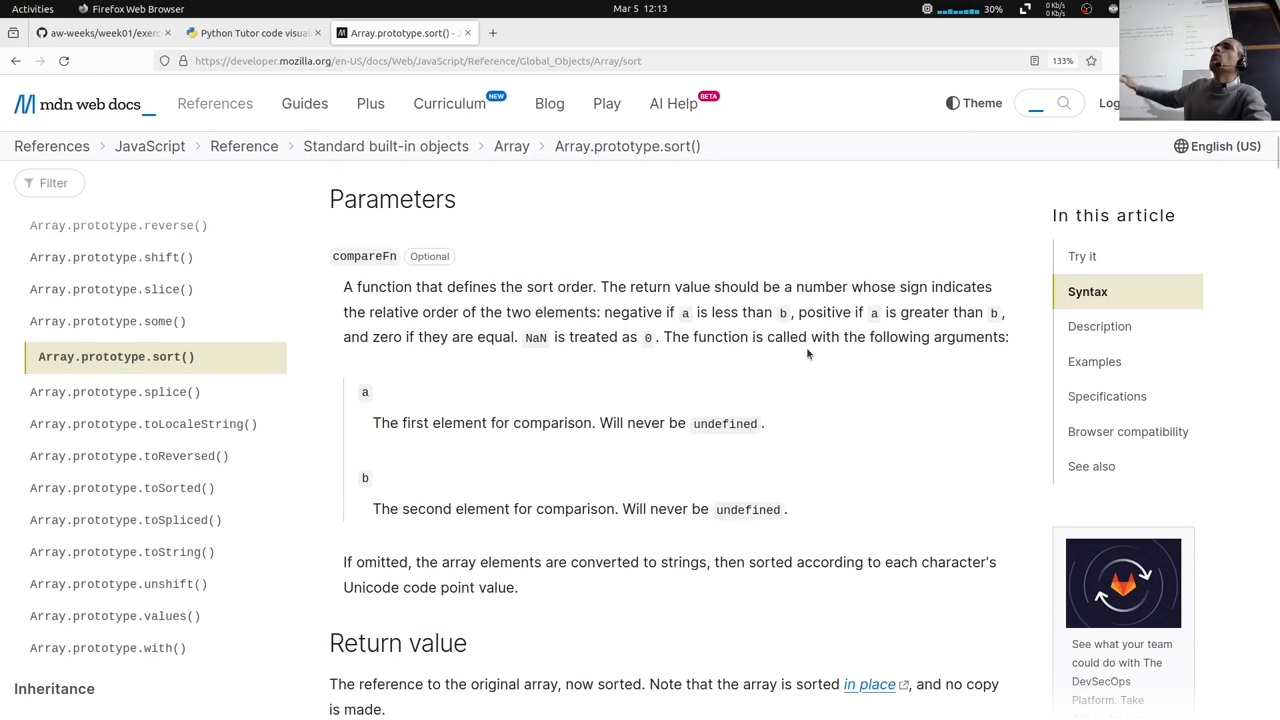 Activities
Firefox Web Browser
Mar 5 12:13
30%
0 Kb/s
0 Kb/s
aw-weeks/week01/exerc
Python Tutor code visual
Array.prototype.sort() - J
https://developer.mozilla.org/en-US/docs/Web/JavaScript/Reference/Global_Objects/Array/sort
133%
mdn web docs_
References
Guides
Plus
Curriculum NEW
Blog
Play
AI Help BETA
Theme
Log
References > JavaScript > Reference > Standard built-in objects > Array > Array.prototype.sort()
English (US)
Filter
Array.prototype.reverse()
Array.prototype.shift()
Array.prototype.slice()
Array.prototype.some()
Array.prototype.sort()
Array.prototype.splice()
Array.prototype.toLocaleString()
Array.prototype.toReversed()
Array.prototype.toSorted()
Array.prototype.toSpliced()
Array.prototype.toString()
Array.prototype.unshift()
Array.prototype.values()
Array.prototype.with()
Inheritance
Parameters
compareFn Optional
A function that defines the sort order. The return value should be a number whose sign indicates
the relative order of the two elements: negative if a is less than b, positive if a is greater than b,
and zero if they are equal. NaN is treated as 0. The function is called with the following arguments:
a
The first element for comparison. Will never be undefined.
b
The second element for comparison. Will never be undefined.
If omitted, the array elements are converted to strings, then sorted according to each character's
Unicode code point value.
Return value
The reference to the original array, now sorted. Note that the array is sorted in place, and no copy
is made.
In this article
Try it
Syntax
Description
Examples
Specifications
Browser compatibility
See also
See what your team
could do with The
DevSecOps
Platform. Take